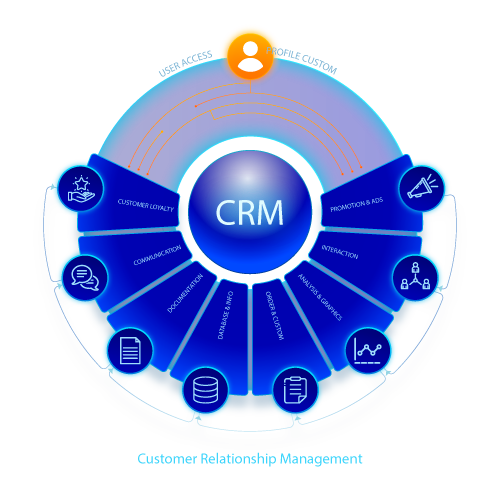 USER ACCESS
PROFILE CUSTOM
CRM
CUSTOMER LOYALTY
COMMUNICATION
DOCUMENTATION
DATABASE & INFO
ORDER & CUSTOM
ANALYSIS & GRAPHICS
INTERACTION
PROMOTION & ADS
Customer Relationship Management